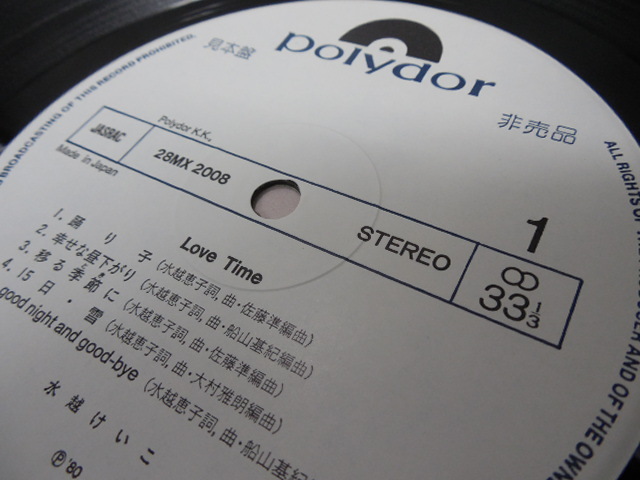 BROADCASTING OF THIS RECORD PROHIBITED.
見本盤
polydor
非売品
ALL RIGHTS OF
AND OF THE OWN
Polydor K.K.
JASRAC
28MX 2008
Made in Japan
STEREO
1
33 1/3
Love Time
1. 踊り子(水越恵子詞, 曲・佐藤準編曲)
2. 幸せな昼下がり(水越恵子詞, 曲・船山基紀編曲)
3. 移る季節に(水越恵子詞, 曲・佐藤準編曲)
4. 15日・雪(水越恵子詞, 曲・大村雅朗編曲)
good night and good-bye(水越恵子詞, 曲・船山基紀編
水越けいこ
Ⓟ'80